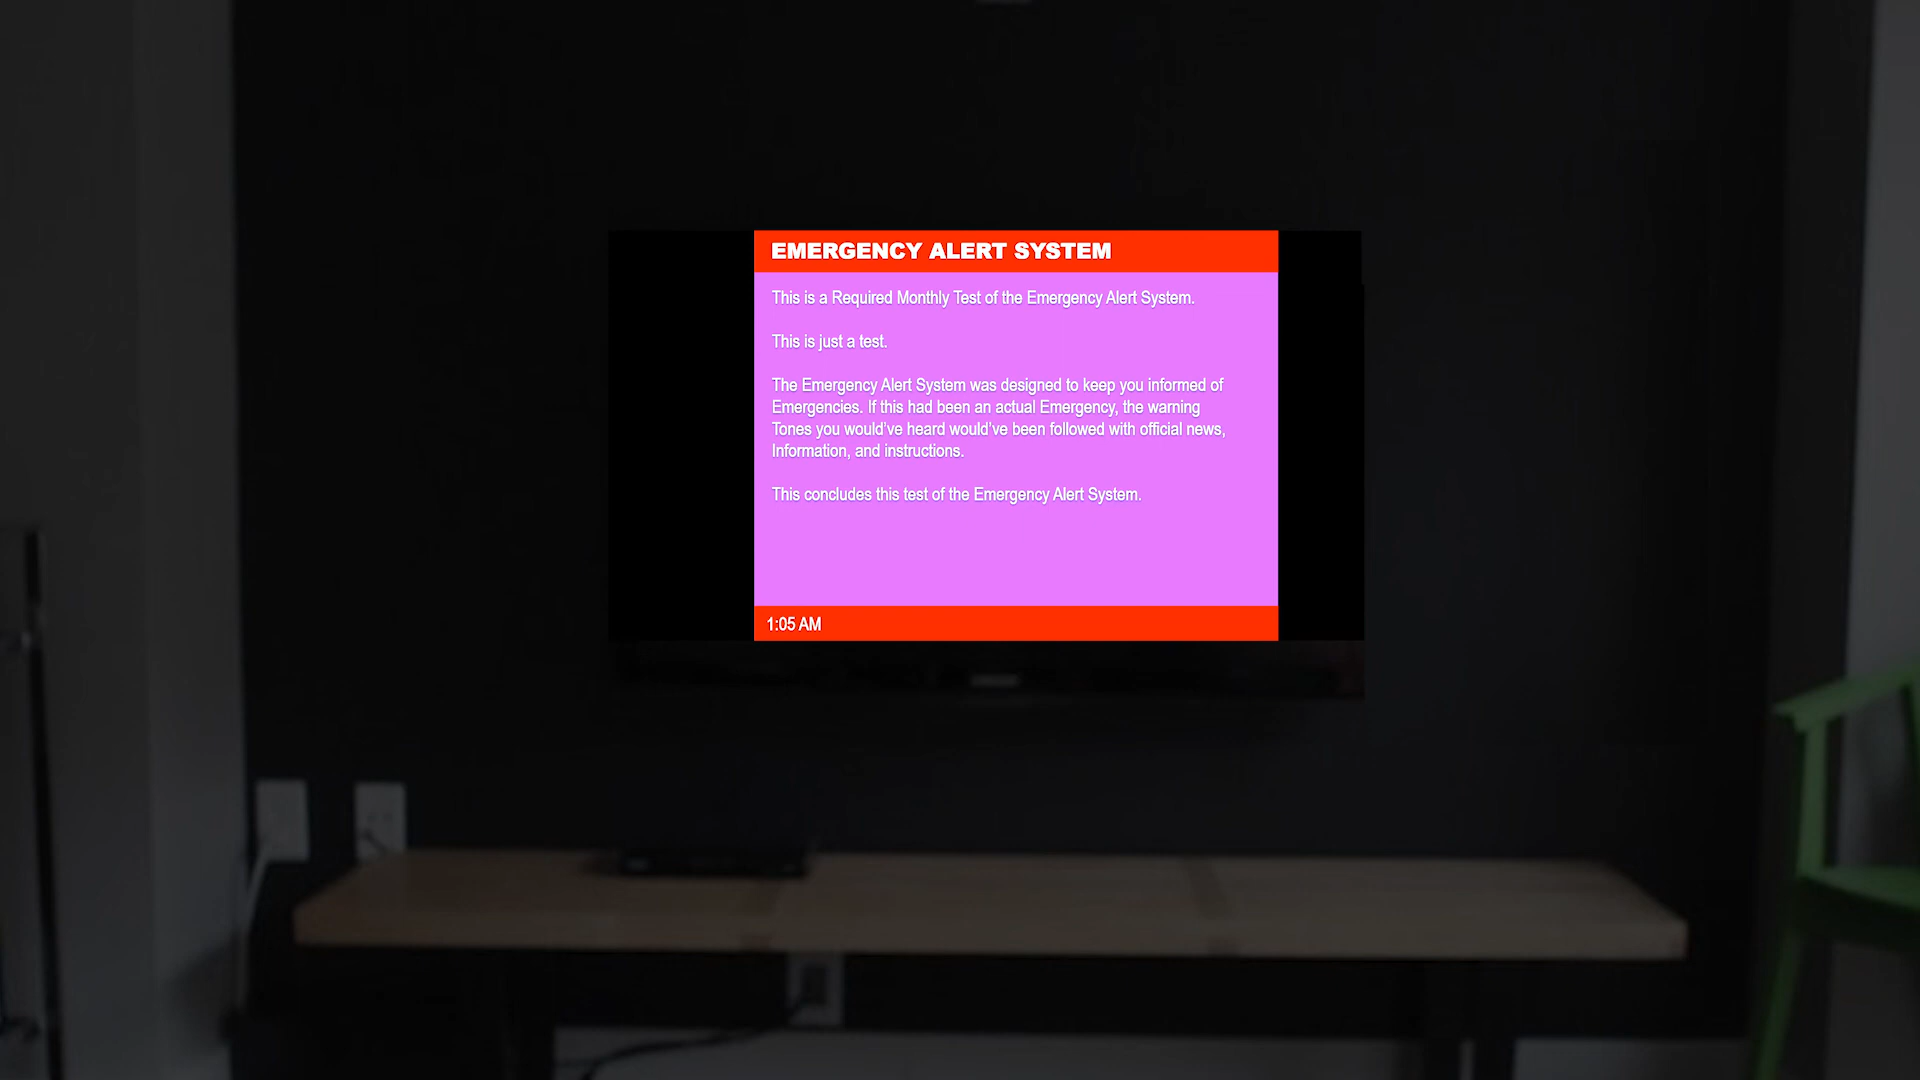 EMERGENCY ALERT SYSTEM
This is a Required Monthly Test of the Emergency Alert System.
This is just a test.
The Emergency Alert System was designed to keep you informed of
Emergencies. If this had been an actual Emergency, the warning
Tones you would've heard would've been followed with official news,
Information, and instructions.
This concludes this test of the Emergency Alert System.
1:05 AM